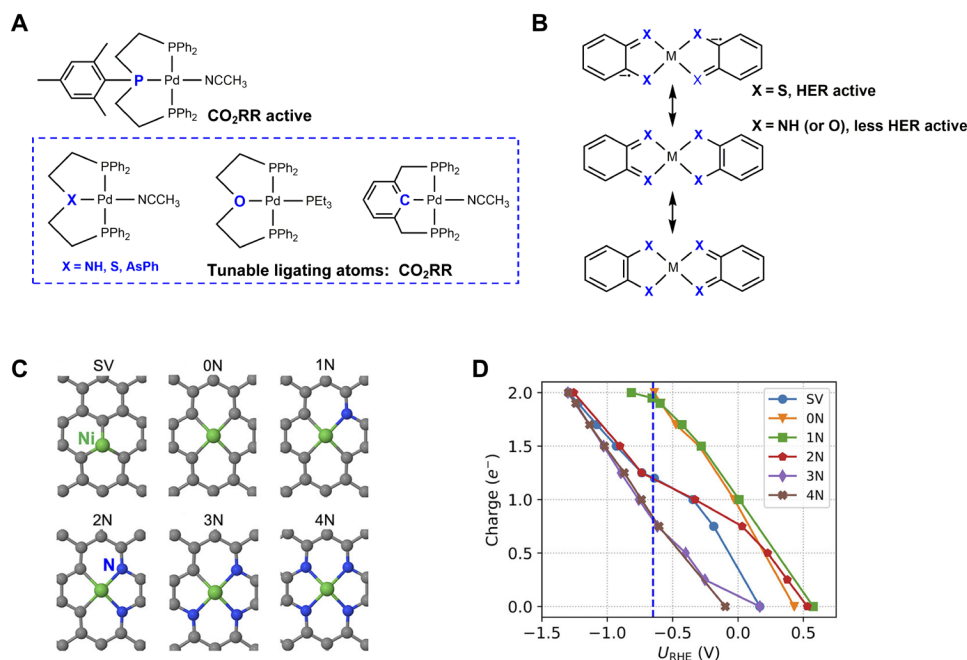 A
PPh2
P
Pd
NCCH3
PPh2
CO2RR active
PPh2
X
Pd
NCCH3
PPh2
X = NH, S, AsPh
PPh2
O
Pd
PEt3
PPh2
PPh2
C
Pd
NCCH3
PPh2
Tunable ligating atoms: CO2RR
B
X X
M
X X
X = S, HER active
X = NH (or O), less HER active
X X
M
X X
X X
M
X X
C
SV 0N 1N
Ni
2N 3N 4N
N
D
Charge (e⁻)
2.0
1.5
1.0
0.5
0.0
−1.5 −1.0 −0.5 0.0 0.5
URHE (V)
SV
0N
1N
2N
3N
4N